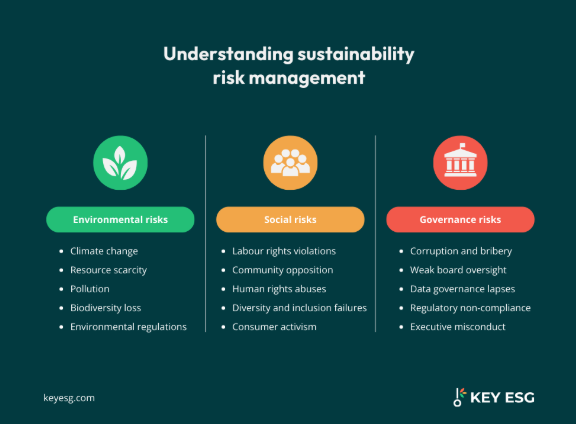 Understanding sustainability
risk management
Environmental risks
Climate change
Resource scarcity
Pollution
Biodiversity loss
Environmental regulations
Social risks
Labour rights violations
Community opposition
Human rights abuses
Diversity and inclusion failures
Consumer activism
Governance risks
Corruption and bribery
Weak board oversight
Data governance lapses
Regulatory non-compliance
Executive misconduct
keyesg.com
KEY ESG